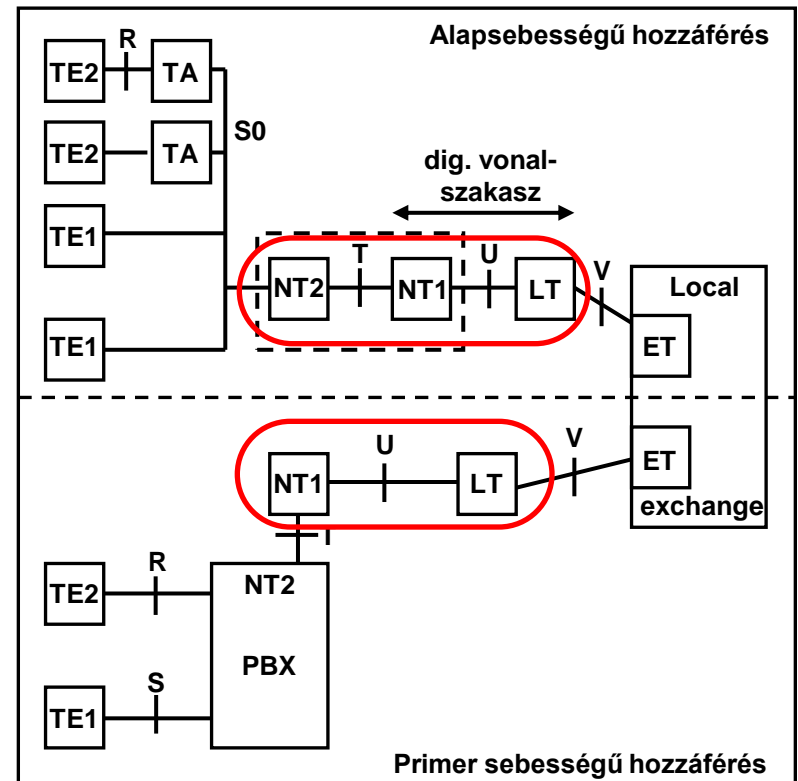 Alapsebességű hozzáférés
R
TE2
TA
S0
TE2
TA
dig. vonal-
szakasz
TE1
T
U
V
NT2
NT1
LT
Local
TE1
ET
U
V
ET
NT1
LT
exchange
R
NT2
TE2
PBX
S
TE1
Primer sebességű hozzáférés